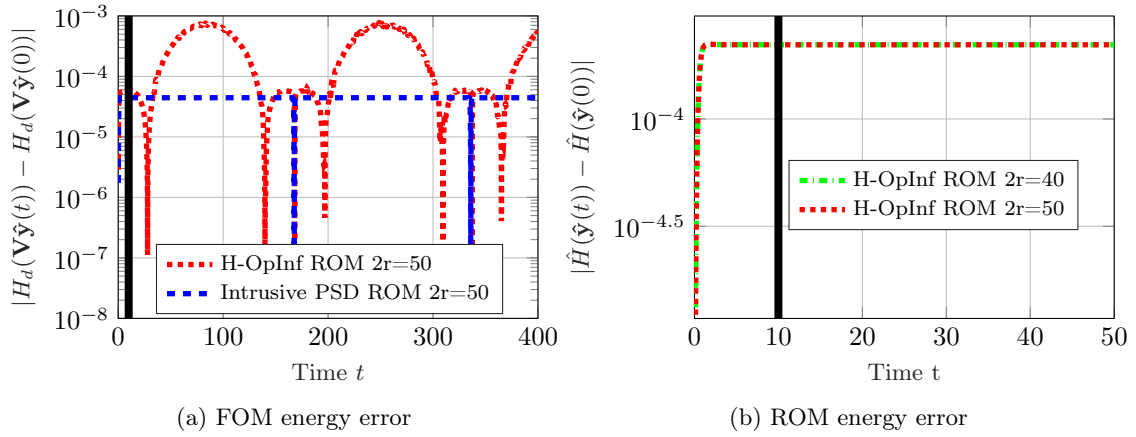 |H_d(Vŷ(t)) − H_d(Vŷ(0))|
10^−3
10^−4
10^−5
10^−6
10^−7
10^−8
H-OpInf ROM 2r=50
Intrusive PSD ROM 2r=50
0 100 200 300 400
Time t
(a) FOM energy error
|Ĥ(ŷ(t)) − Ĥ(ŷ(0))|
10^−4
10^−4.5
H-OpInf ROM 2r=40
H-OpInf ROM 2r=50
0 10 20 30 40 50
Time t
(b) ROM energy error